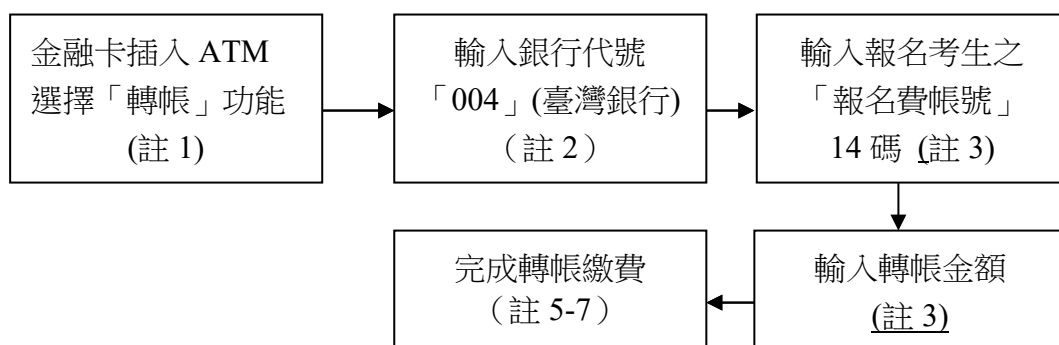 金融卡插入 ATM
選擇「轉帳」功能
(註 1)
輸入銀行代號
「004」(臺灣銀行)
（註 2）
輸入報名考生之
「報名費帳號」
14 碼 (註 3)
輸入轉帳金額
(註 3)
完成轉帳繳費
（註 5-7）